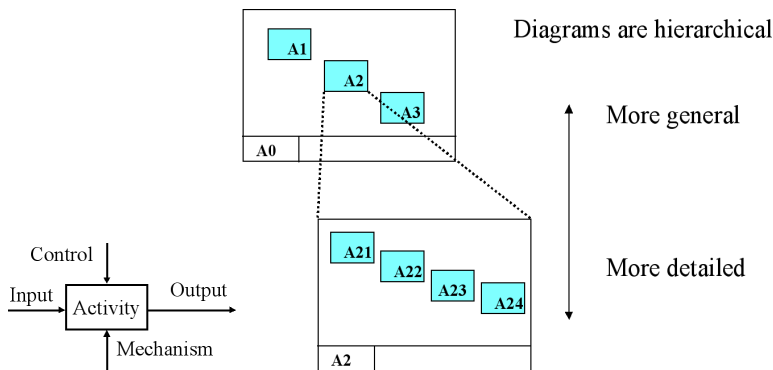 Diagrams are hierarchical
A1
A2
A3
More general
A0
Control
Input
Activity
Output
Mechanism
A21
A22
A23
A24
More detailed
A2